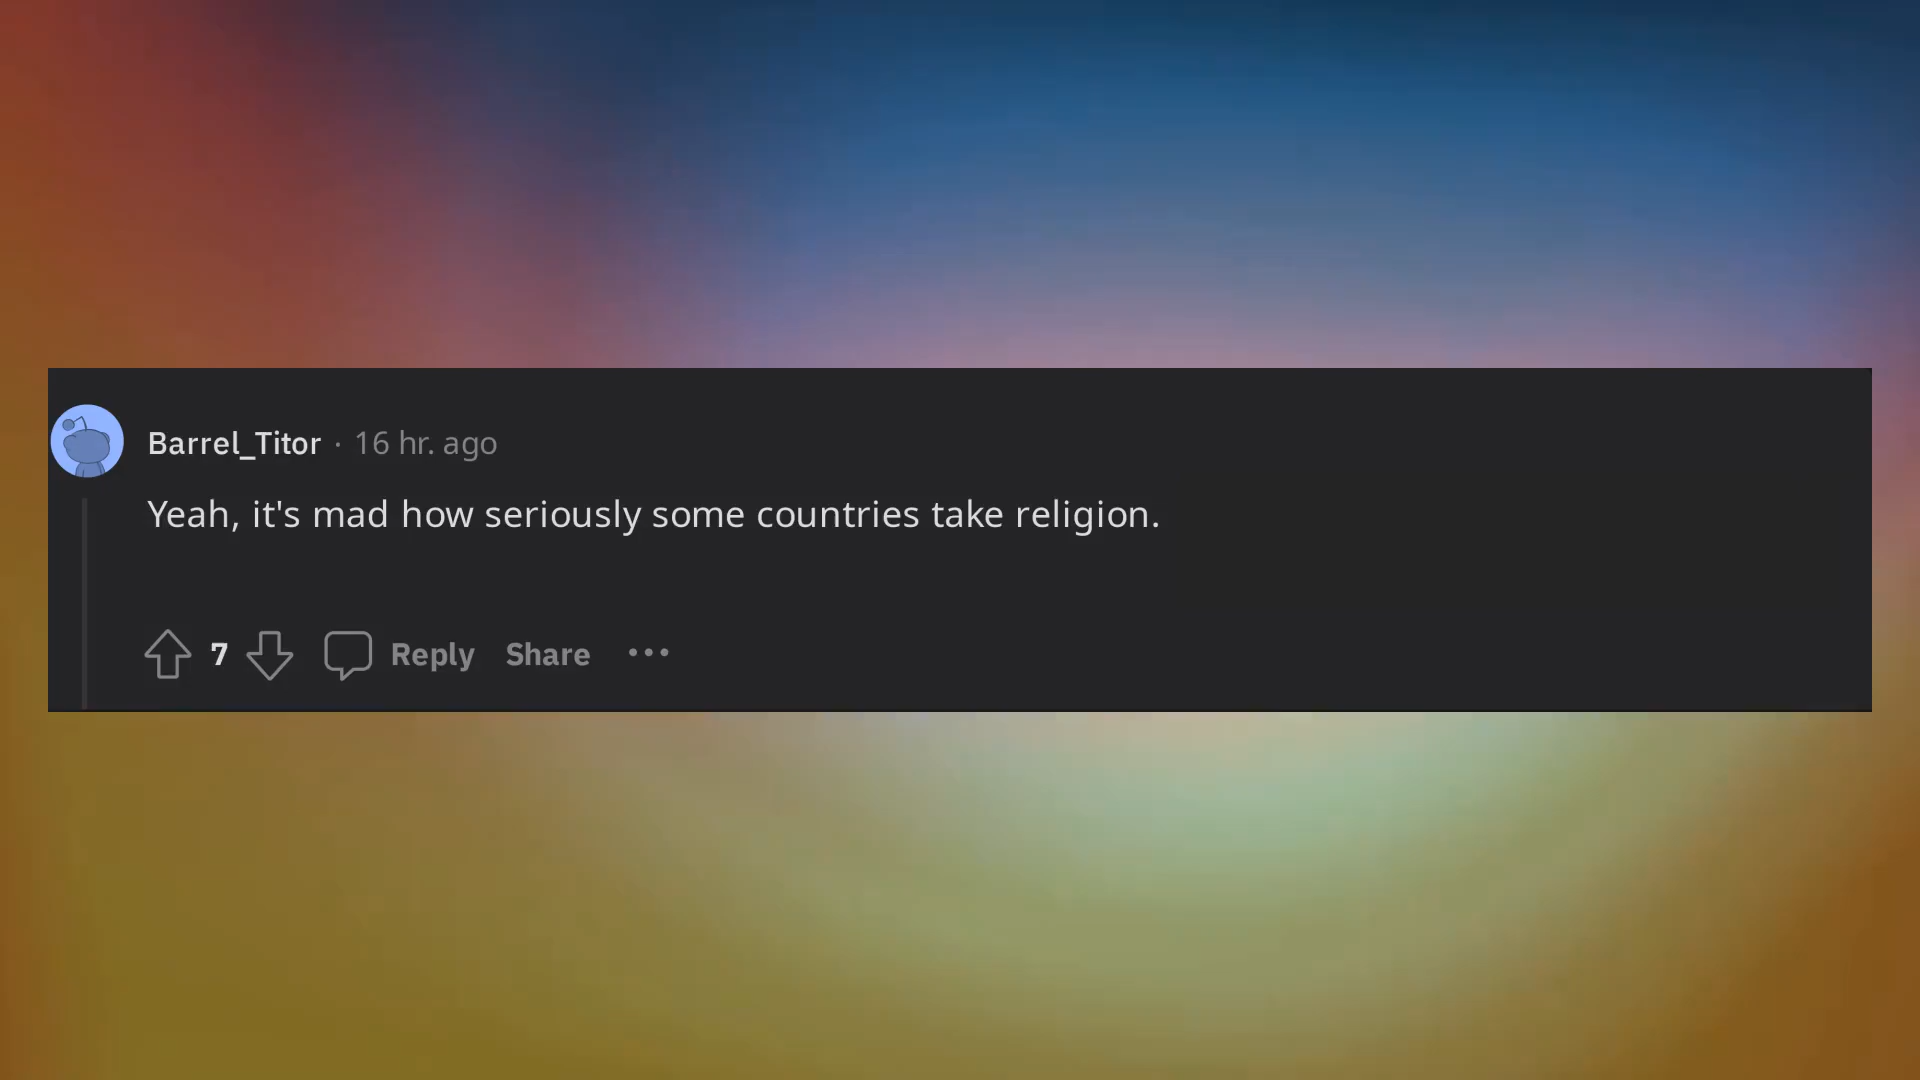 Barrel_Titor · 16 hr. ago
Yeah, it's mad how seriously some countries take religion.
7 Reply Share ···